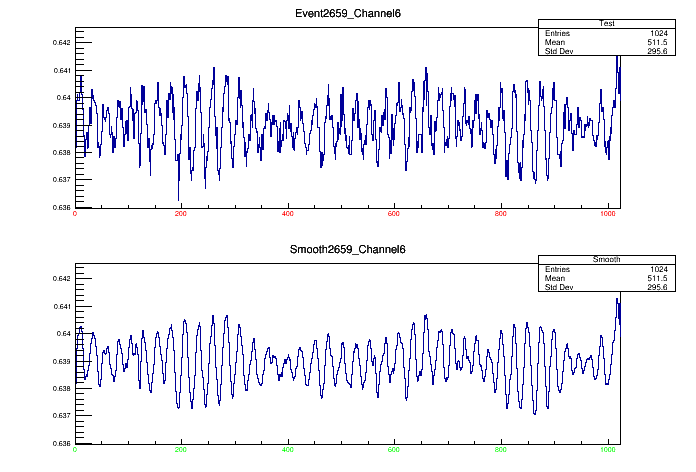 Event2659_Channel6
Test
Entries 1024
Mean 511.5
Std Dev 295.6
0.642
0.641
0.64
0.639
0.638
0.637
0.636
0 200 400 600 800 1000
Smooth2659_Channel6
Smooth
Entries 1024
Mean 511.5
Std Dev 295.6
0.642
0.641
0.64
0.639
0.638
0.637
0.636
0 200 400 600 800 1000